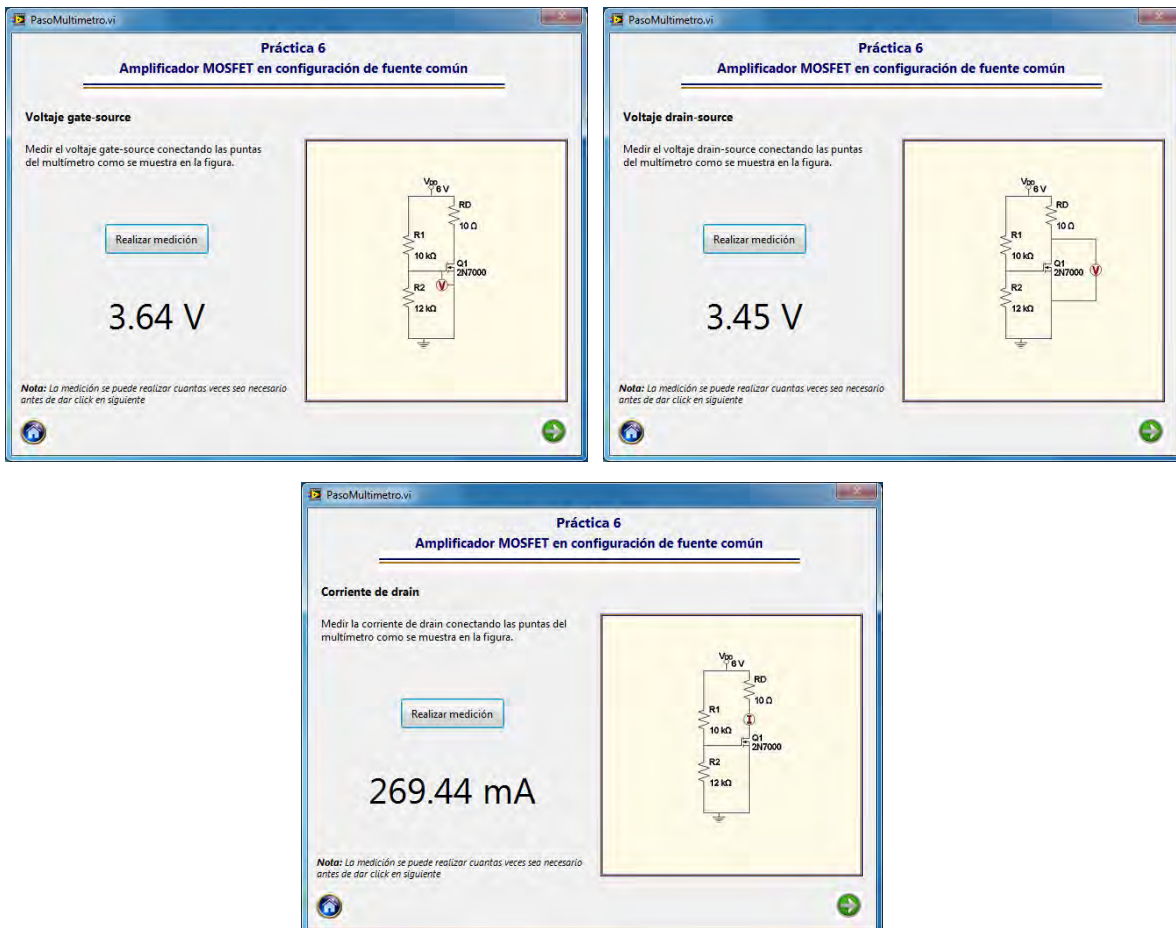 PasoMultimetro.vi
Práctica 6
Amplificador MOSFET en configuración de fuente común
Voltaje gate-source
Medir el voltaje gate-source conectando las puntas
del multímetro como se muestra en la figura.
Realizar medición
3.64 V
Nota: La medición se puede realizar cuantas veces sea necesario
antes de dar click en siguiente
VDD
6 V
RD
10 Ω
R1
10 kΩ
Q1
2N7000
V
R2
12 kΩ
PasoMultimetro.vi
Práctica 6
Amplificador MOSFET en configuración de fuente común
Voltaje drain-source
Medir el voltaje drain-source conectando las puntas
del multímetro como se muestra en la figura.
Realizar medición
3.45 V
Nota: La medición se puede realizar cuantas veces sea necesario
antes de dar click en siguiente
VDD
6 V
RD
10 Ω
R1
10 kΩ
Q1
2N7000
V
R2
12 kΩ
PasoMultimetro.vi
Práctica 6
Amplificador MOSFET en configuración de fuente común
Corriente de drain
Medir la corriente de drain conectando las puntas del
multímetro como se muestra en la figura.
Realizar medición
269.44 mA
Nota: La medición se puede realizar cuantas veces sea necesario
antes de dar click en siguiente
VDD
6 V
RD
10 Ω
I
R1
10 kΩ
Q1
2N7000
R2
12 kΩ